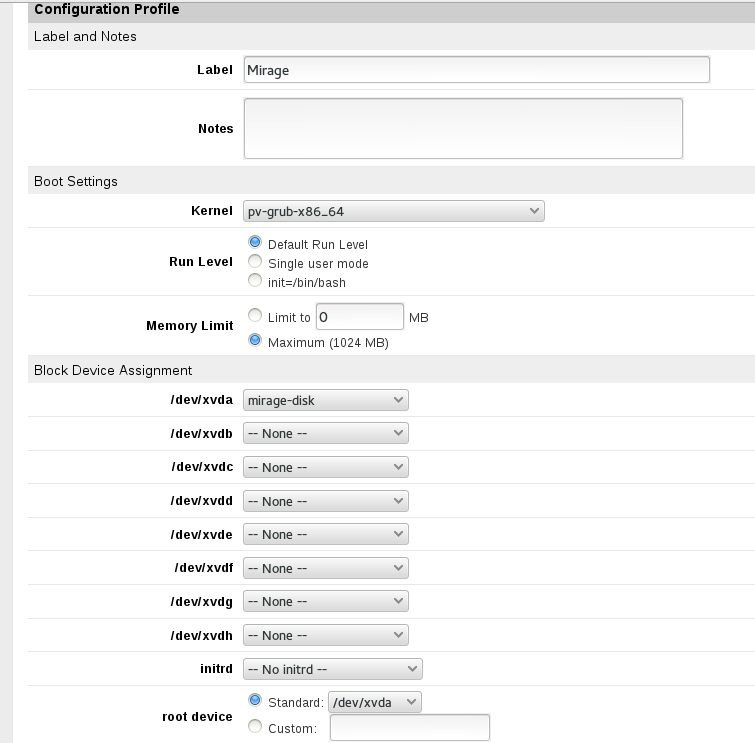 Configuration Profile
Label and Notes
Label Mirage
Notes
Boot Settings
Kernel pv-grub-x86_64
Run Level
Default Run Level
Single user mode
init=/bin/bash
Memory Limit
Limit to 0 MB
Maximum (1024 MB)
Block Device Assignment
/dev/xvda mirage-disk
/dev/xvdb -- None --
/dev/xvdc -- None --
/dev/xvdd -- None --
/dev/xvde -- None --
/dev/xvdf -- None --
/dev/xvdg -- None --
/dev/xvdh -- None --
initrd -- No initrd --
root device
Standard: /dev/xvda
Custom: